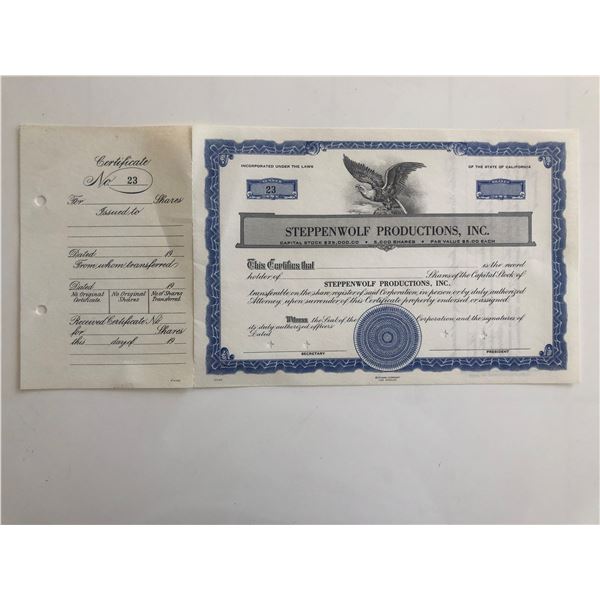 Certificate
No. 23
For Shares
Issued to
Dated 19
From whom transferred
Dated 19
No Original Certificate
No Original Shares
No of Shares Transferred
Received Certificate No
for Shares
this day of 19
INCORPORATED UNDER THE LAWS
OF THE STATE OF CALIFORNIA
NUMBER
23
SHARES
STEPPENWOLF PRODUCTIONS, INC.
CAPITAL STOCK $25,000.00 • 5,000 SHARES • PAR VALUE $5.00 EACH
This Certifies that is the record
holder of Shares of the Capital Stock of
STEPPENWOLF PRODUCTIONS, INC.
transferable on the share register of said Corporation, in person or by duly authorized
Attorney upon surrender of this Certificate properly endorsed or assigned.
Witness, the Seal of the Corporation and the signatures of
its duly authorized officers
Dated
SECRETARY
PRESIDENT